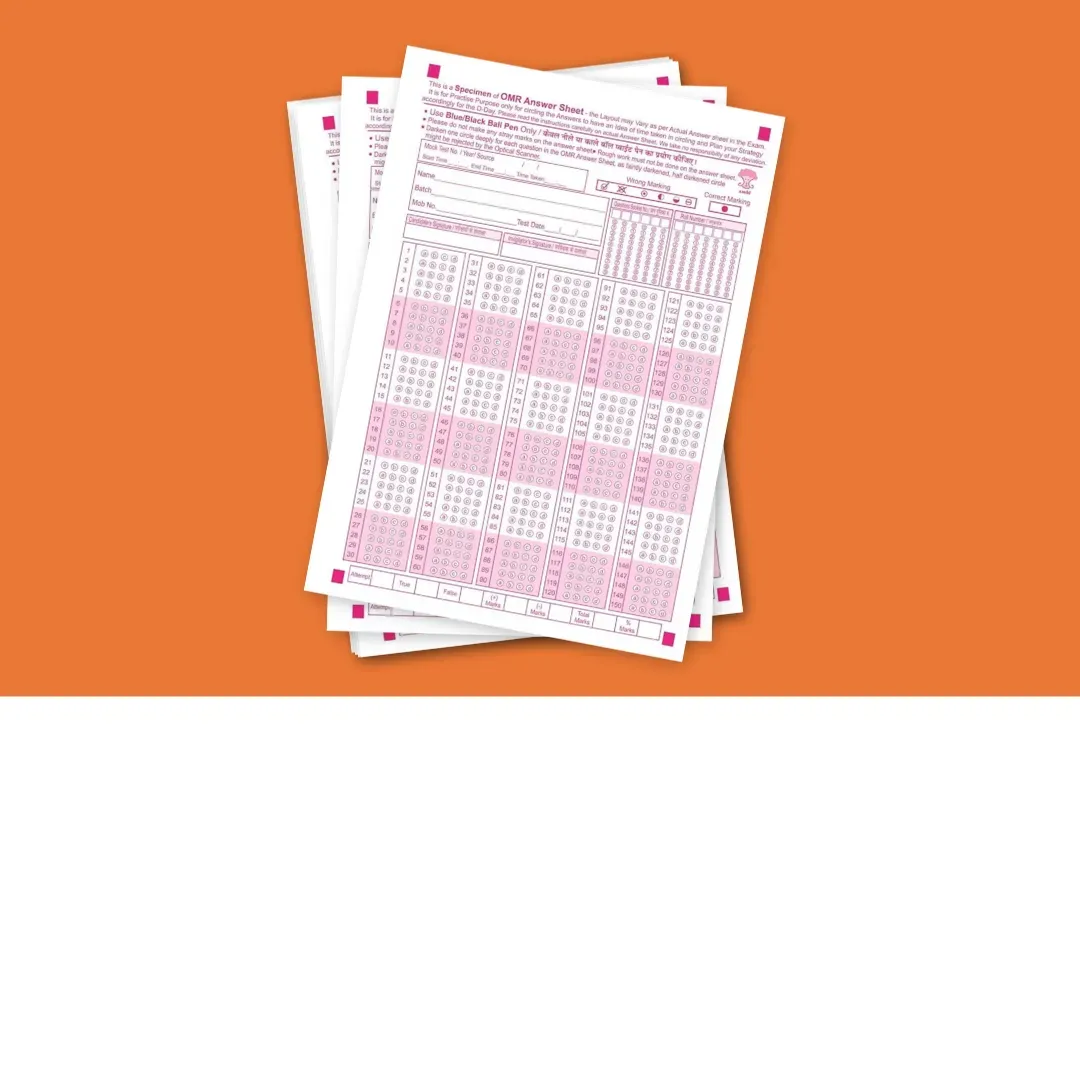 This is a Specimen of OMR Answer Sheet - the Layout may Vary as per Actual Answer sheet in the Exam.
It is for Practise Purpose only for circling the Answers to have an idea of time taken in circling and Plan your Strategy
accordingly for the D-Day. Please read the instructions carefully on actual Answer Sheet. We take no responsibility of any deviation.
• Use Blue/Black Ball Pen Only / केवल नीले या काले बॉल प्वाईंट पेन का प्रयोग कीजिए।
• Please do not make any stray marks on the answer sheet • Rough work must not be done on the answer sheet.
• Darken one circle deeply for each question in the OMR Answer Sheet, as faintly darkened, half darkened circle
might be rejected by the Optical Scanner.
Mock Test No. / Year/ Source / /
Start Time End Time Time Taken
Wrong Marking
Correct Marking
Name
Batch
Mob No. Test Date / /
Roll Number
Candidate's Signature
Invigilator's Signature
1 a b c d 31 a b c d 61 a b c d 91 a b c d 121 a b c d
2 a b c d 32 a b c d 62 a b c d 92 a b c d 122 a b c d
3 a b c d 33 a b c d 63 a b c d 93 a b c d 123 a b c d
4 a b c d 34 a b c d 64 a b c d 94 a b c d 124 a b c d
5 a b c d 35 a b c d 65 a b c d 95 a b c d 125 a b c d
6 a b c d 36 a b c d 66 a b c d 96 a b c d 126 a b c d
7 a b c d 37 a b c d 67 a b c d 97 a b c d 127 a b c d
8 a b c d 38 a b c d 68 a b c d 98 a b c d 128 a b c d
9 a b c d 39 a b c d 69 a b c d 99 a b c d 129 a b c d
10 a b c d 40 a b c d 70 a b c d 100 a b c d 130 a b c d
11 a b c d 41 a b c d 71 a b c d 101 a b c d 131 a b c d
12 a b c d 42 a b c d 72 a b c d 102 a b c d 132 a b c d
13 a b c d 43 a b c d 73 a b c d 103 a b c d 133 a b c d
14 a b c d 44 a b c d 74 a b c d 104 a b c d 134 a b c d
15 a b c d 45 a b c d 75 a b c d 105 a b c d 135 a b c d
16 a b c d 46 a b c d 76 a b c d 106 a b c d 136 a b c d
17 a b c d 47 a b c d 77 a b c d 107 a b c d 137 a b c d
18 a b c d 48 a b c d 78 a b c d 108 a b c d 138 a b c d
19 a b c d 49 a b c d 79 a b c d 109 a b c d 139 a b c d
20 a b c d 50 a b c d 80 a b c d 110 a b c d 140 a b c d
21 a b c d 51 a b c d 81 a b c d 111 a b c d 141 a b c d
22 a b c d 52 a b c d 82 a b c d 112 a b c d 142 a b c d
23 a b c d 53 a b c d 83 a b c d 113 a b c d 143 a b c d
24 a b c d 54 a b c d 84 a b c d 114 a b c d 144 a b c d
25 a b c d 55 a b c d 85 a b c d 115 a b c d 145 a b c d
26 a b c d 56 a b c d 86 a b c d 116 a b c d 146 a b c d
27 a b c d 57 a b c d 87 a b c d 117 a b c d 147 a b c d
28 a b c d 58 a b c d 88 a b c d 118 a b c d 148 a b c d
29 a b c d 59 a b c d 89 a b c d 119 a b c d 149 a b c d
30 a b c d 60 a b c d 90 a b c d 120 a b c d 150 a b c d
Attempt True False (+) Marks (-) Marks Total Marks % Marks